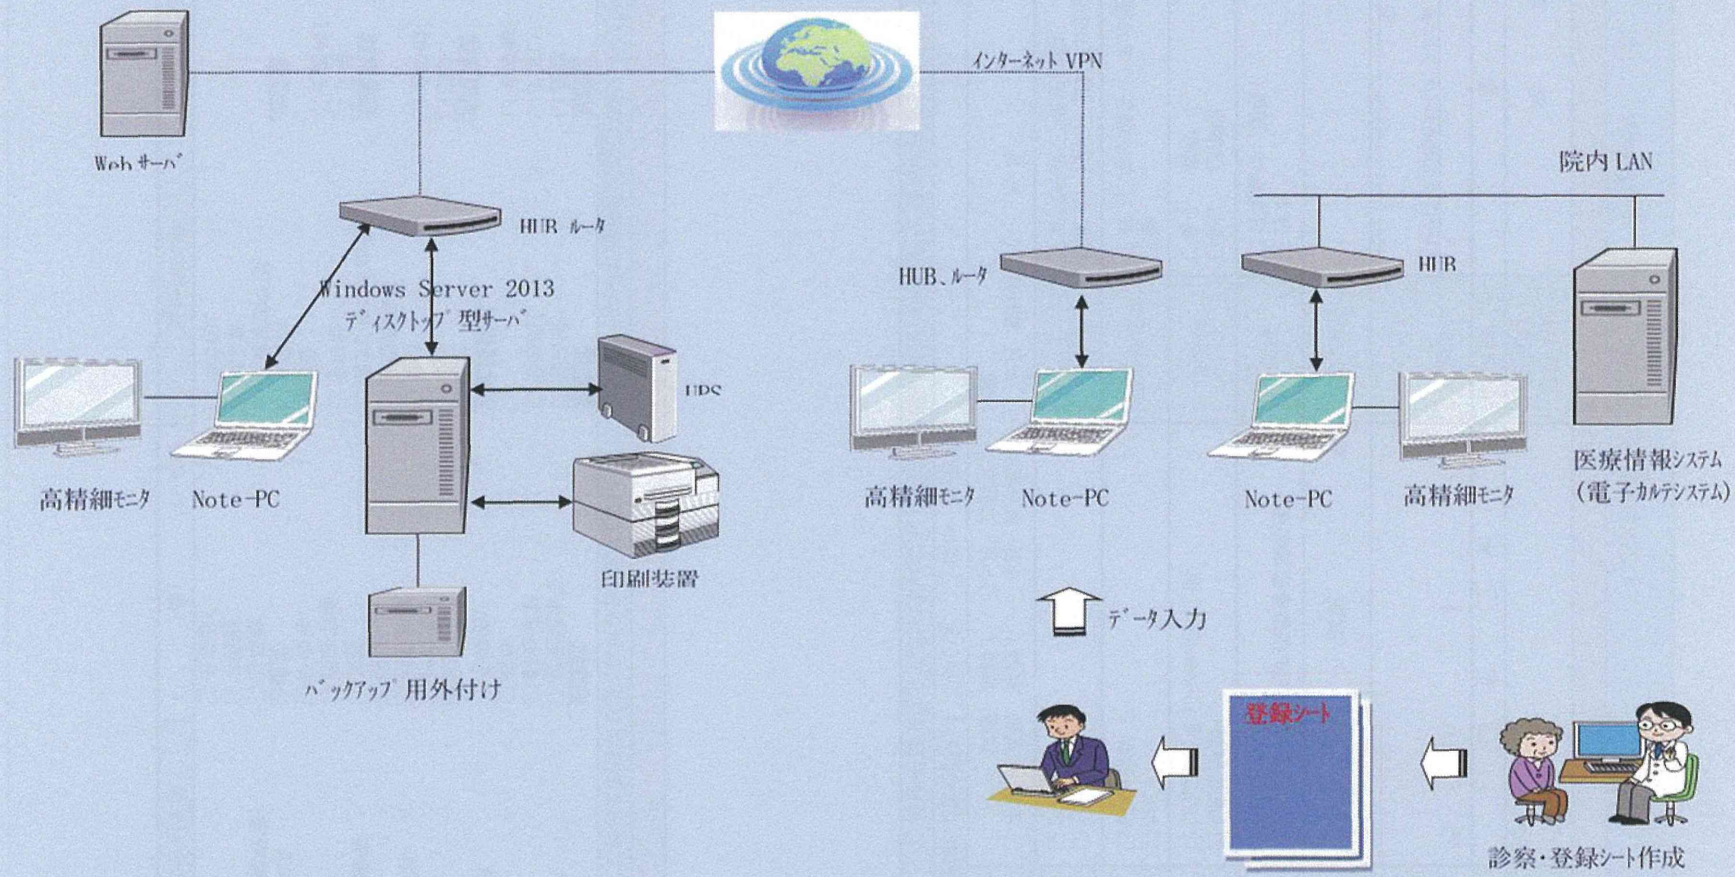 インターネット VPN
Web サーバ
院内 LAN
HUB ルータ
HUB、ルータ
HUB
Windows Server 2013
ディスクトップ型サーバ
UPS
高精細モニタ
Note-PC
高精細モニタ
Note-PC
Note-PC
高精細モニタ
医療情報システム
(電子カルテシステム)
印刷装置
データ入力
バックアップ用外付け
登録シート
診察・登録シート作成